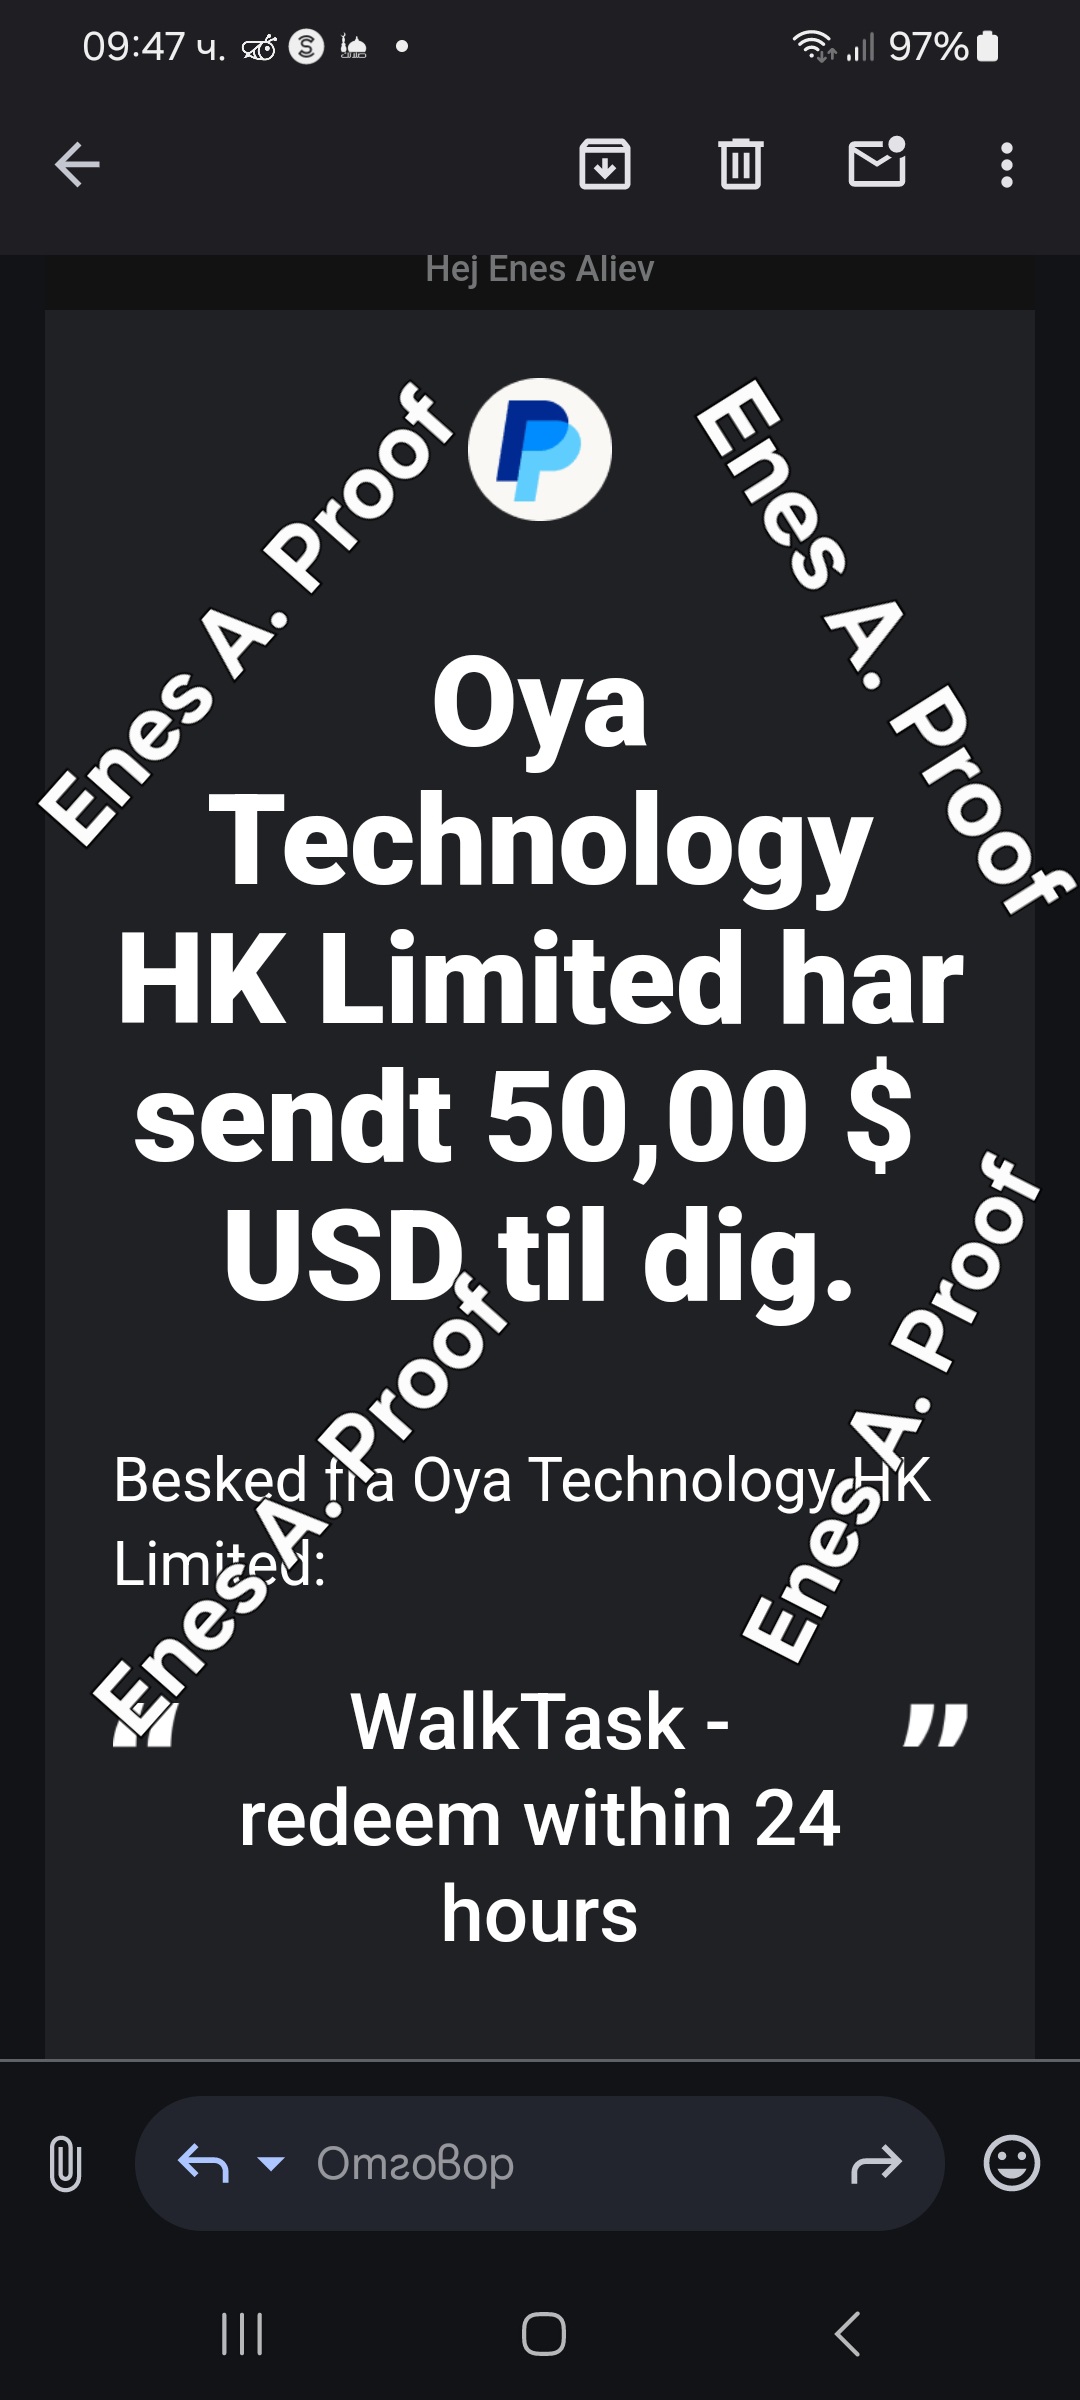 09:47 ч.
97%
Hej Enes Aliev
Enes A. Proof
Enes A. Proof
Oya
Technology
HK Limited har
sendt 50,00 $
USD til dig.
Enes A. Proof
Enes A. Proof
Besked fra Oya Technology HK
Limited:
“ WalkTask - ”
redeem within 24
hours
Отговор